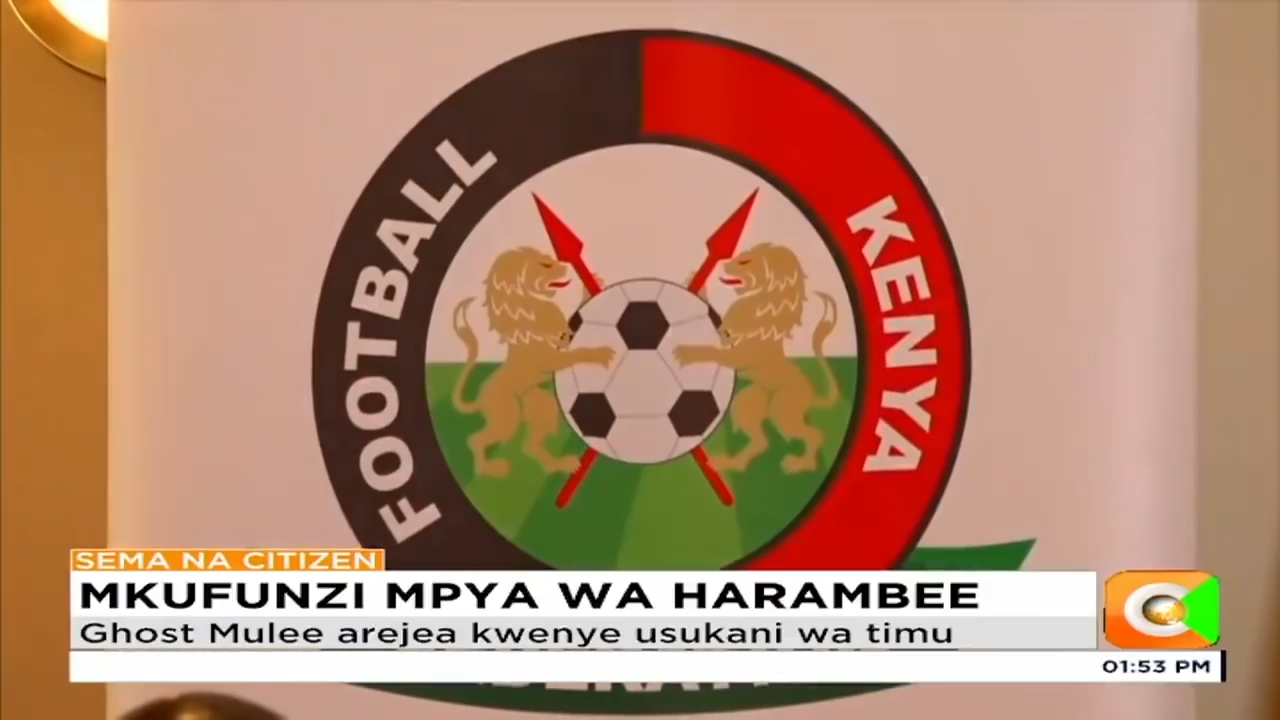 FOOTBALL
KENYA
SEMA NA CITIZEN
MKUFUNZI MPYA WA HARAMBEE
Ghost Mulee arejea kwenye usukani wa timu
01:53 PM